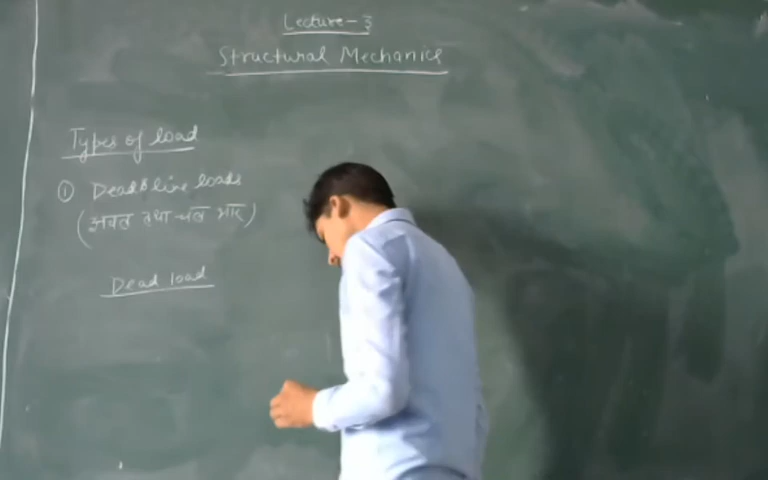 Lecture-3
Structural Mechanics
Types of load
① Dead & live loads
(अचल तथा चल भार)
Dead load